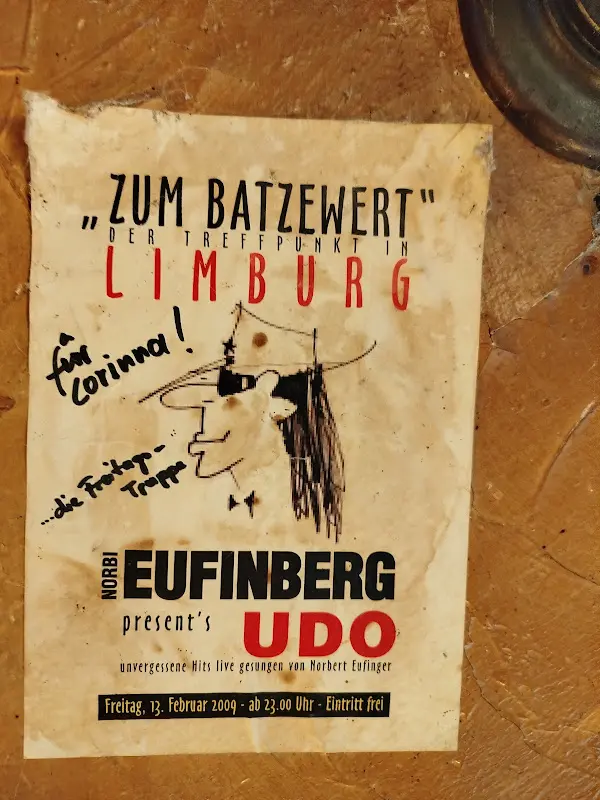 „ZUM BATZEWERT“
DER TREFFPUNKT IN
LIMBURG
für
Corinna!
...die Freitags-
Truppe
NORBI
EUFINBERG
present's
UDO
unvergessene Hits live gesungen von Norbert Eufinger
Freitag, 13. Februar 2009 - ab 23.00 Uhr - Eintritt frei